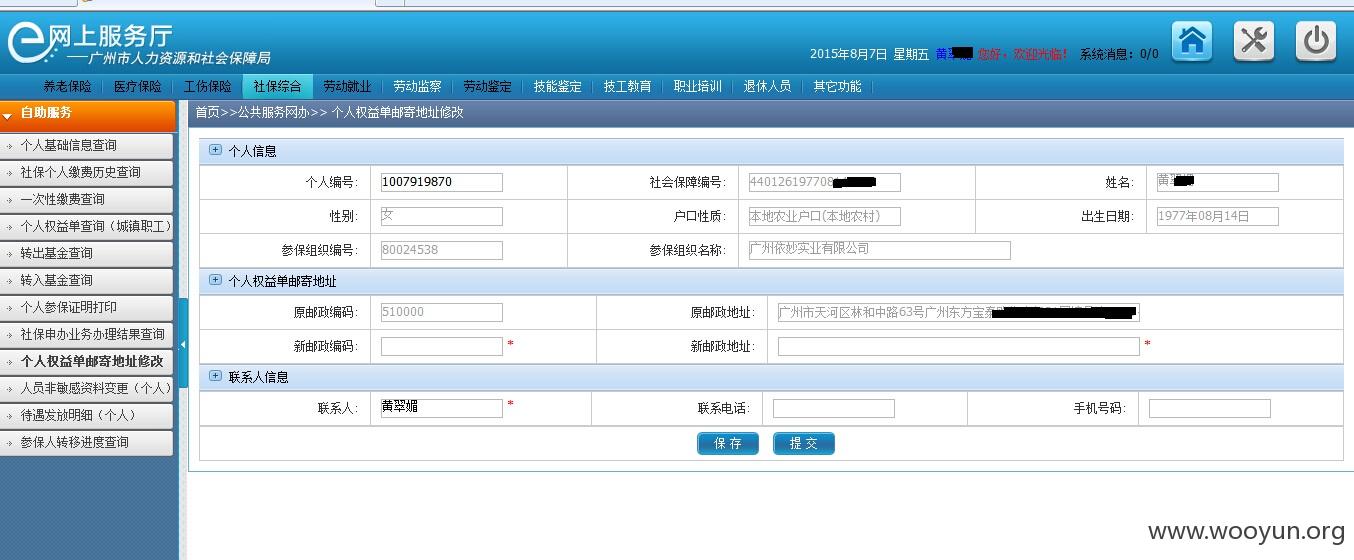 网上服务厅
——广州市人力资源和社会保障局
2015年8月7日 星期五 黄 您好，欢迎光临！ 系统消息：0/0
养老保险 医疗保险 工伤保险 社保综合 劳动就业 劳动监察 劳动鉴定 技能鉴定 技工教育 职业培训 退休人员 其它功能
自助服务
首页>>公共服务网办>> 个人权益单邮寄地址修改
个人基础信息查询
社保个人缴费历史查询
一次性缴费查询
个人权益单查询（城镇职工）
转出基金查询
转入基金查询
个人参保证明打印
社保申办业务办理结果查询
个人权益单邮寄地址修改
人员非敏感资料变更（个人）
待遇发放明细（个人）
参保人转移进度查询
个人信息
个人编号: 1007919870 社会保障编号: 44012619770 姓名: 黄
性别: 女 户口性质: 本地农业户口(本地农村) 出生日期: 1977年08月14日
参保组织编号: 80024538 参保组织名称: 广州依妙实业有限公司
个人权益单邮寄地址
原邮政编码: 510000 原邮政地址: 广州市天河区林和中路63号广州东方宝泰
新邮政编码: * 新邮政地址: *
联系人信息
联系人: 黄翠媚 * 联系电话: 手机号码:
保存 提交
www.wooyun.org